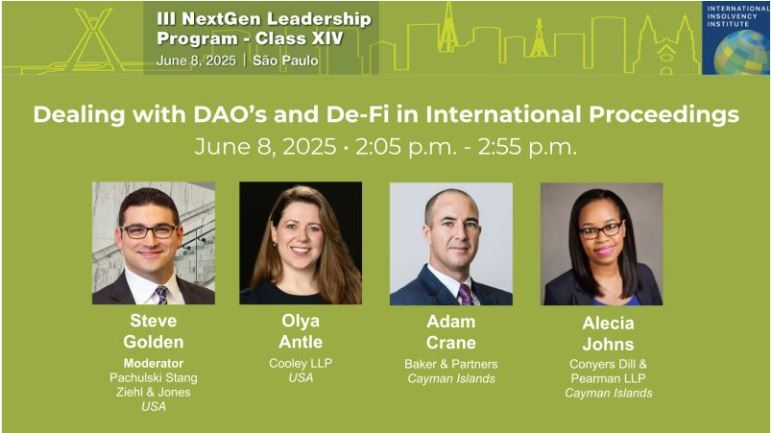 III NextGen Leadership
Program - Class XIV
June 8, 2025 | São Paulo
INTERNATIONAL
INSOLVENCY
INSTITUTE
Dealing with DAO's and De-Fi in International Proceedings
June 8, 2025 • 2:05 p.m. - 2:55 p.m.
Steve
Golden
Moderator
Pachulski Stang
Ziehl & Jones
USA
Olya
Antle
Cooley LLP
USA
Adam
Crane
Baker & Partners
Cayman Islands
Alecia
Johns
Conyers Dill &
Pearman LLP
Cayman Islands